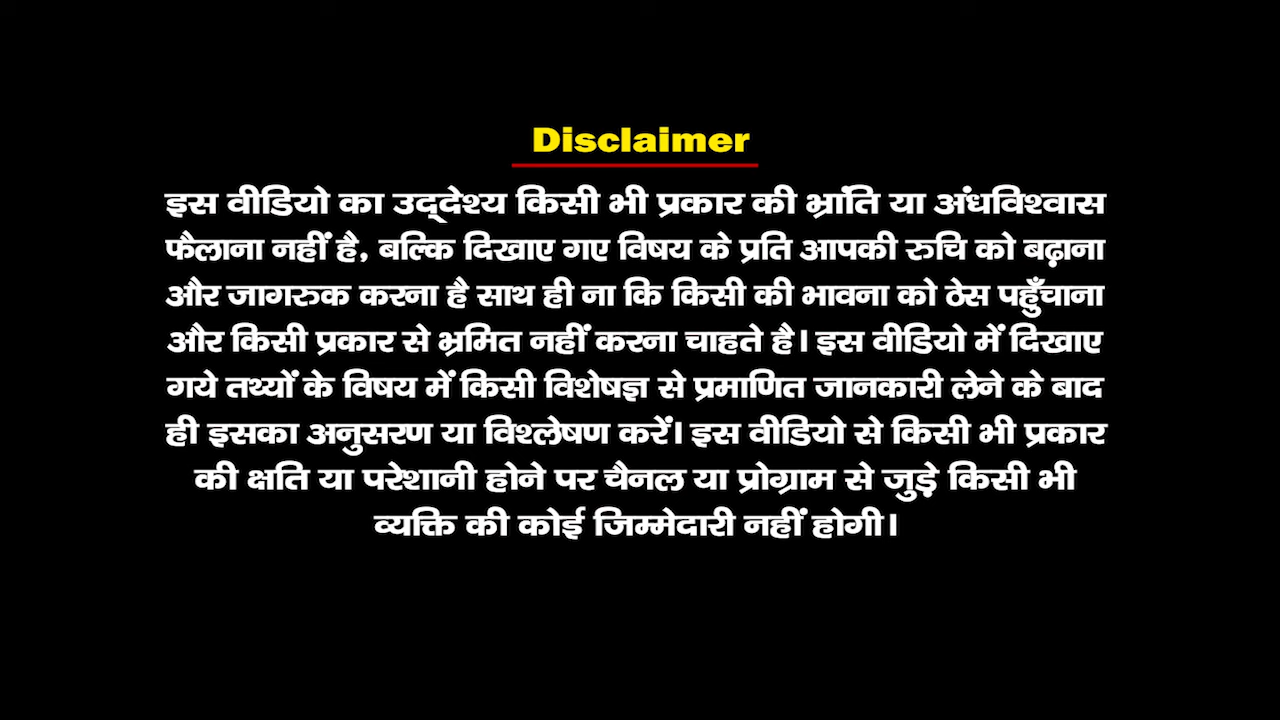 Disclaimer
इस वीडियो का उद्देश्य किसी भी प्रकार की भ्रांति या अंधविश्वास
फैलाना नहीं है, बल्कि दिखाए गए विषय के प्रति आपकी रुचि को बढ़ाना
और जागरुक करना है साथ ही ना कि किसी की भावना को ठेस पहुँचाना
और किसी प्रकार से भ्रमित नहीं करना चाहते है। इस वीडियो में दिखाए
गये तथ्यों के विषय में किसी विशेषज्ञ से प्रमाणित जानकारी लेने के बाद
ही इसका अनुसरण या विश्लेषण करें। इस वीडियो से किसी भी प्रकार
की क्षति या परेशानी होने पर चैनल या प्रोग्राम से जुड़े किसी भी
व्यक्ति की कोई जिम्मेदारी नहीं होगी।